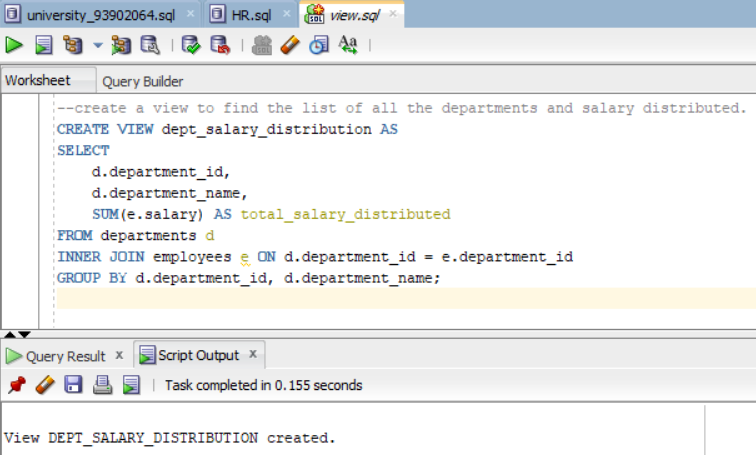 university_93902064.sql × HR.sql × view.sql ×
Worksheet Query Builder
--create a view to find the list of all the departments and salary distributed.
CREATE VIEW dept_salary_distribution AS
SELECT
d.department_id,
d.department_name,
SUM(e.salary) AS total_salary_distributed
FROM departments d
INNER JOIN employees e ON d.department_id = e.department_id
GROUP BY d.department_id, d.department_name;
Query Result x Script Output x
Task completed in 0.155 seconds
View DEPT_SALARY_DISTRIBUTION created.